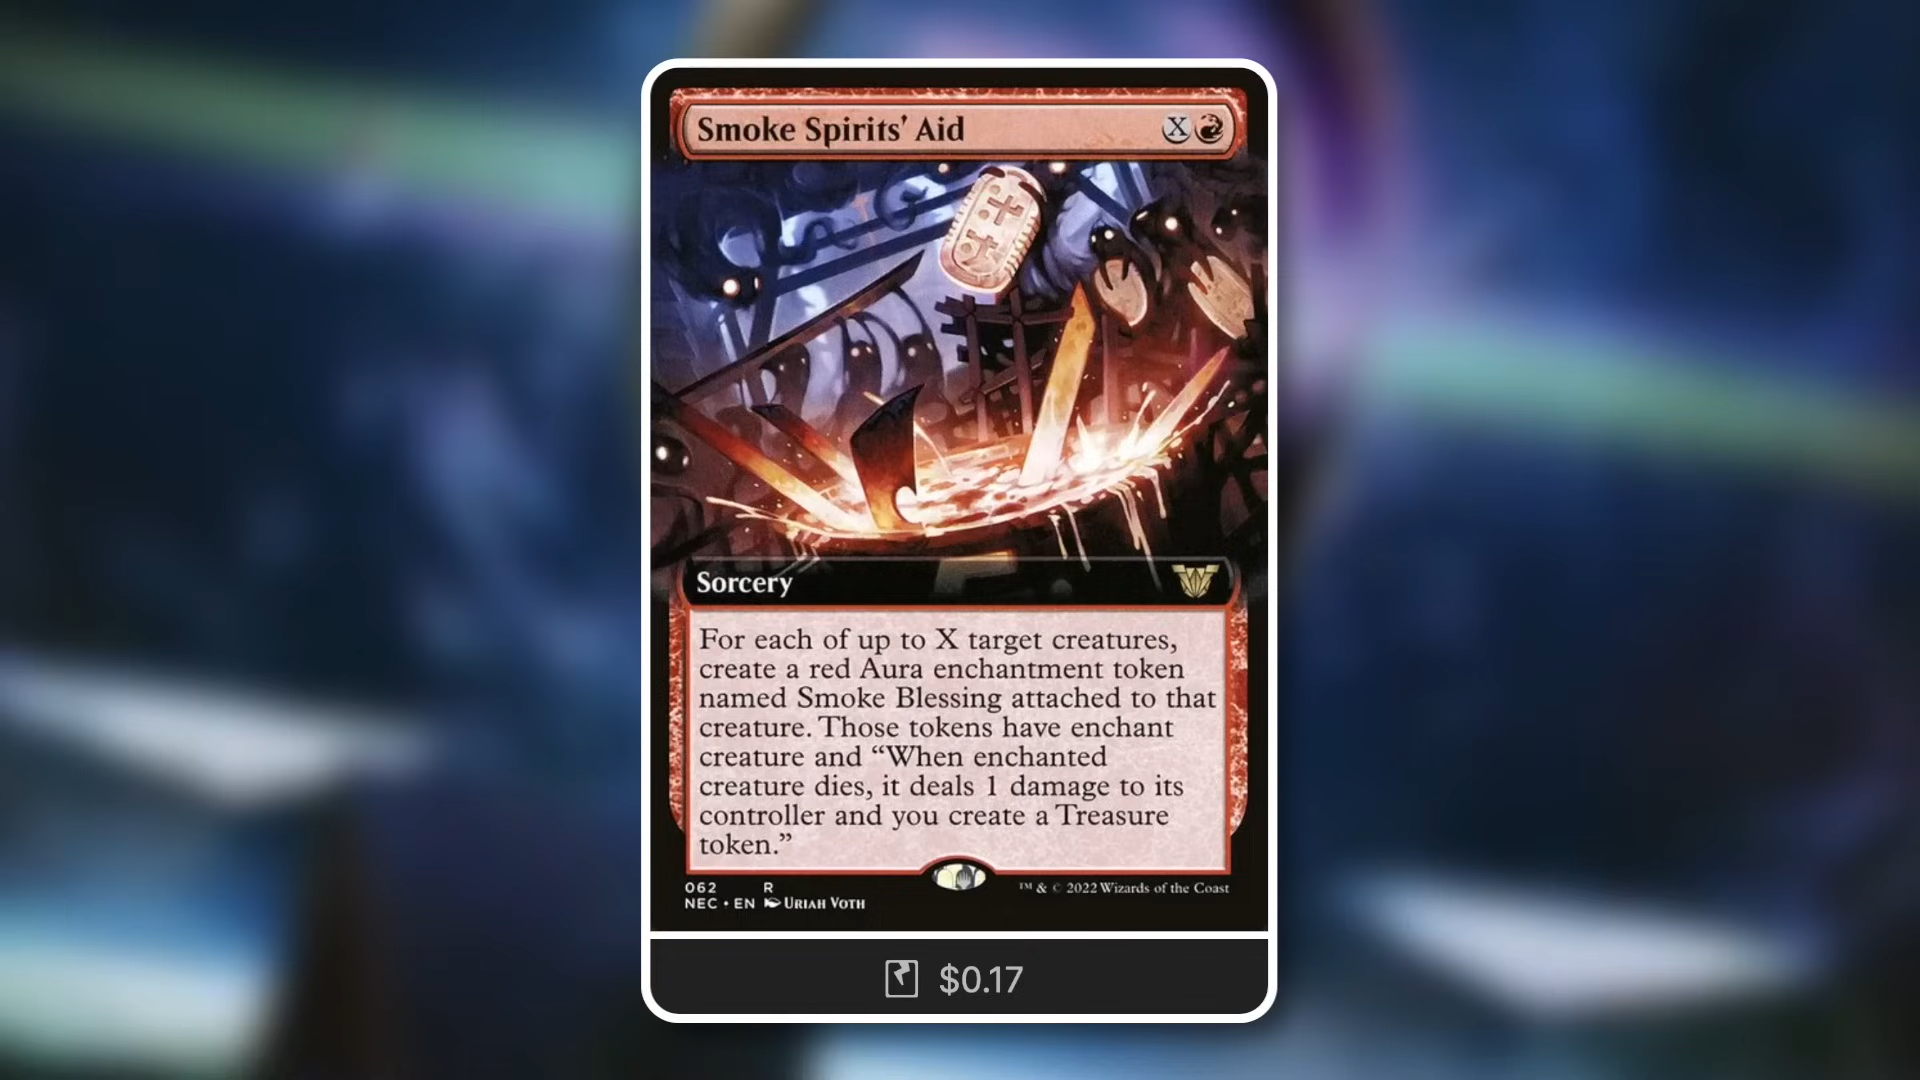 Smoke Spirits' Aid X
Sorcery
For each of up to X target creatures,
create a red Aura enchantment token
named Smoke Blessing attached to that
creature. Those tokens have enchant
creature and “When enchanted
creature dies, it deals 1 damage to its
controller and you create a Treasure
token.”
062 R
NEC • EN Uriah Voth
™ & © 2022 Wizards of the Coast
$0.17